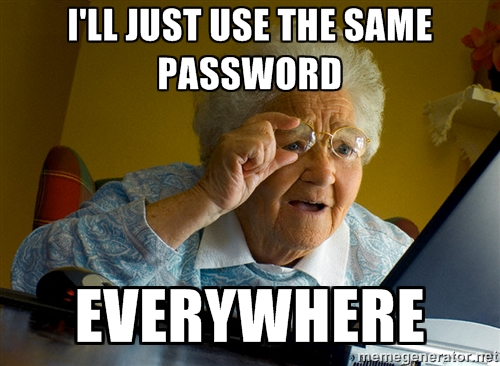 I'LL JUST USE THE SAME
PASSWORD
EVERYWHERE
memegenerator.net